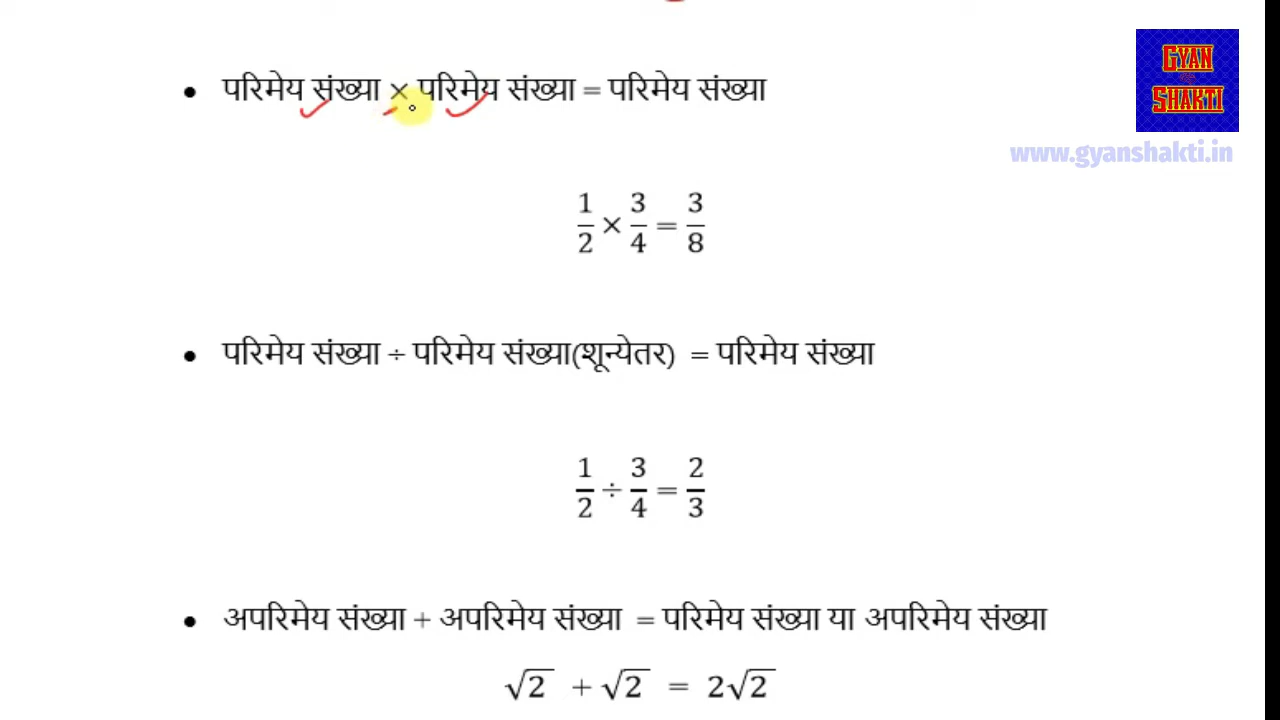 GYAN
SHAKTI
www.gyanshakti.in
• परिमेय संख्या × परिमेय संख्या = परिमेय संख्या
1/2 × 3/4 = 3/8
• परिमेय संख्या ÷ परिमेय संख्या(शून्येतर) = परिमेय संख्या
1/2 ÷ 3/4 = 2/3
• अपरिमेय संख्या + अपरिमेय संख्या = परिमेय संख्या या अपरिमेय संख्या
√2 + √2 = 2√2